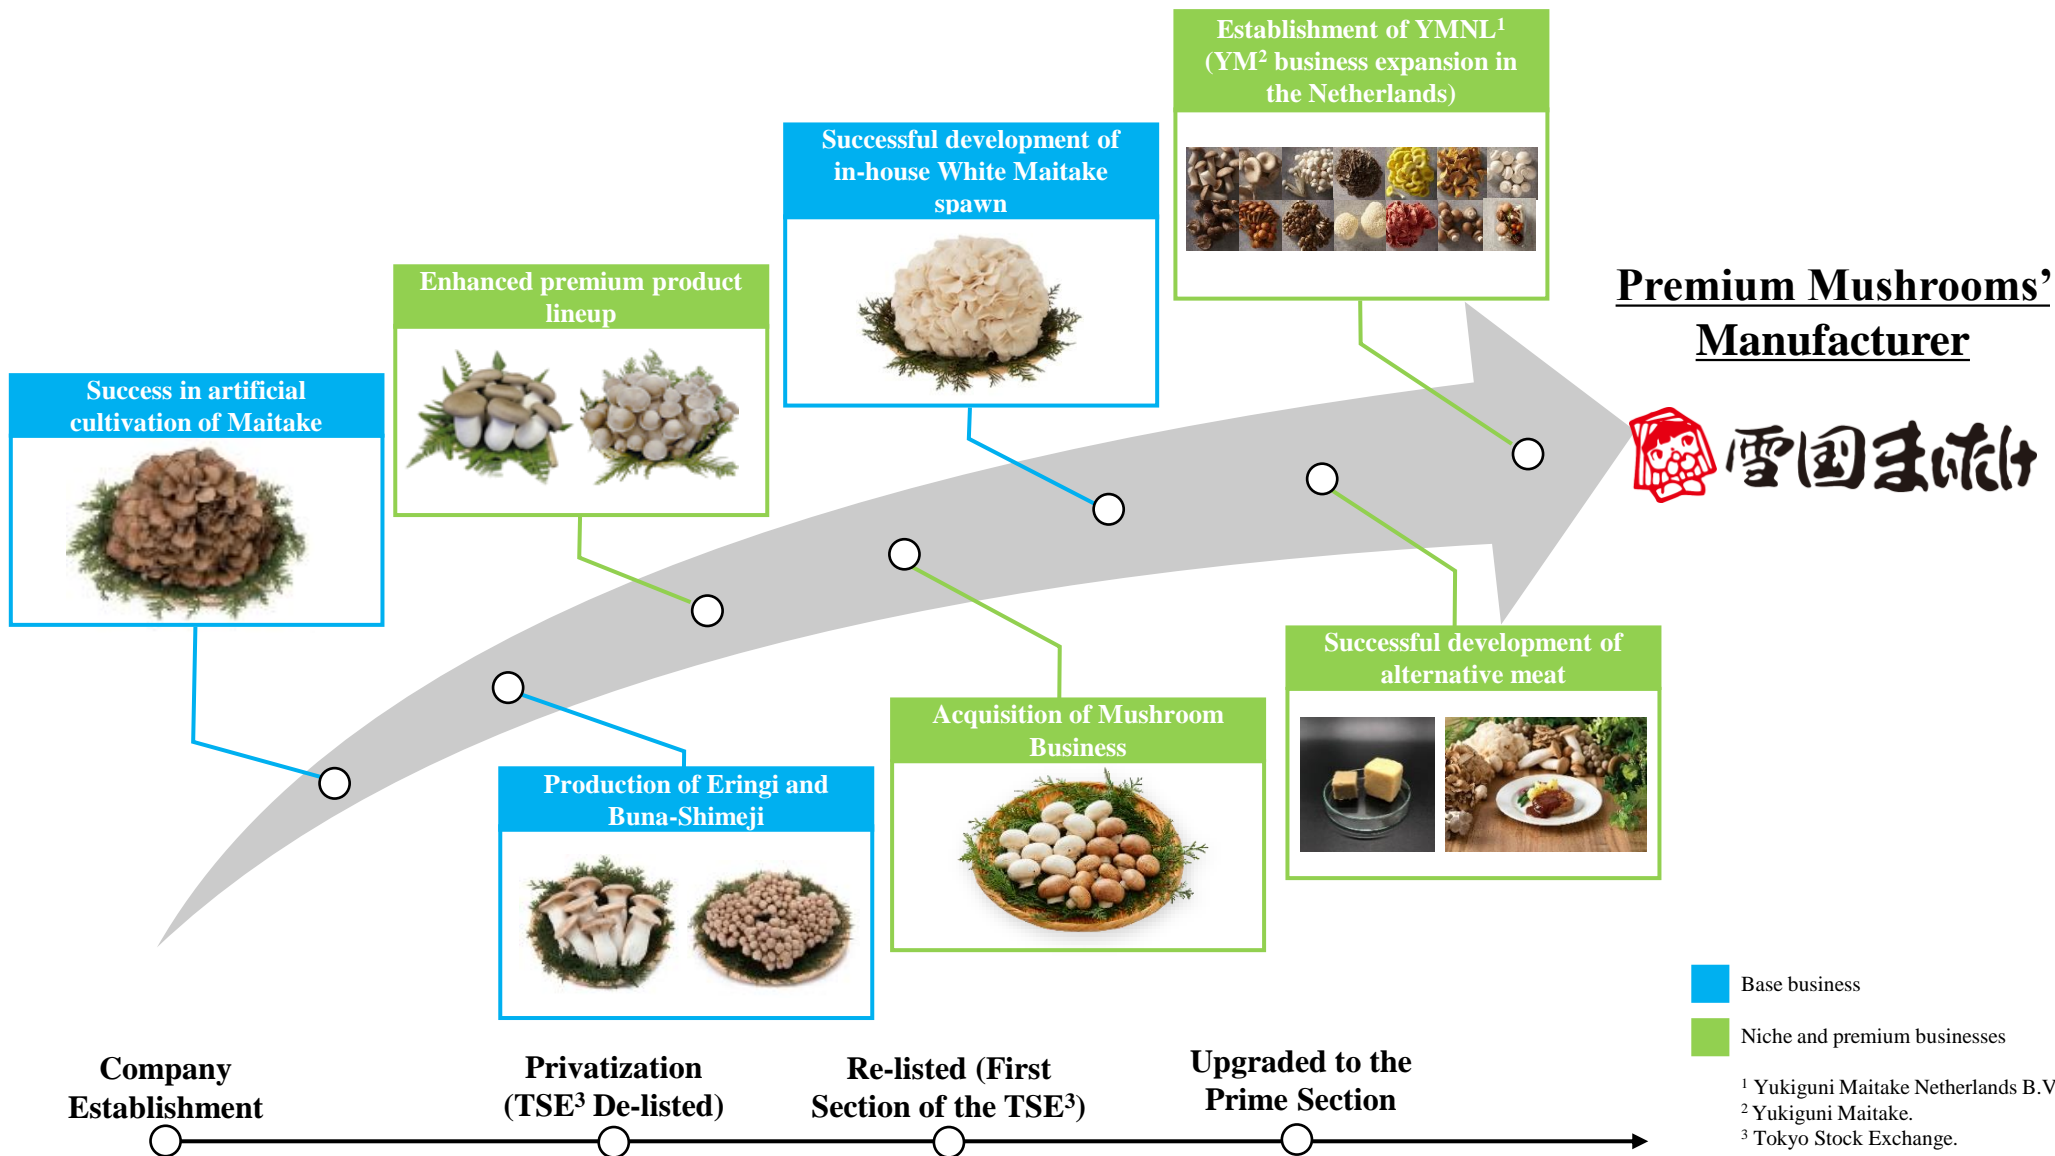 Establishment of YMNL¹
(YM² business expansion in
the Netherlands)
Successful development of
in-house White Maitake
spawn
Enhanced premium product
lineup
Success in artificial
cultivation of Maitake
Premium Mushrooms’
Manufacturer
雪国まいたけ
Production of Eringi and
Buna-Shimeji
Acquisition of Mushroom
Business
Successful development of
alternative meat
Base business
Niche and premium businesses
Company
Establishment
Privatization
(TSE³ De-listed)
Re-listed (First
Section of the TSE³)
Upgraded to the
Prime Section
¹ Yukiguni Maitake Netherlands B.V
² Yukiguni Maitake.
³ Tokyo Stock Exchange.